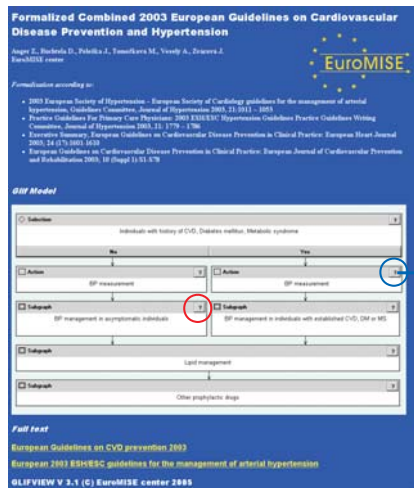 Formalized Combined 2003 European Guidelines on Cardiovascular
Disease Prevention and Hypertension
Anger Z., Buchtela D., Peleška J., Tomečková M., Veselý A., Zvárová J.
EuroMISE center
EuroMISE
Formalization according to:
2003 European Society of Hypertension – European Society of Cardiology guidelines for the management of arterial
hypertension, Guidelines Committee, Journal of Hypertension 2003, 21:1011 – 1053
Practice Guidelines For Primary Care Physicians: 2003 ESH/ESC Hypertension Guidelines Practice Guidelines Writing
Committee, Journal of Hypertension 2003, 21: 1779 – 1786
Executive Summary, European Guidelines on Cardiovascular Disease Prevention in Clinical Practice: European Heart Journal
2003; 24 (17):1601-1610
European Guidelines on Cardiovascular Disease Prevention in Clinical Practice: European Journal of Cardiovascular Prevention
and Rehabilitation 2003; 10 (Suppl 1):S1-S78
Glif Model
Selection ?
Individuals with history of CVD, Diabetes mellitus, Metabolic syndrome
No Yes
Action ? Action ?
BP measurement BP measurement
Subgraph ? Subgraph ?
BP management in asymptomatic individuals BP management in individuals with established CVD, DM or MS
Subgraph ?
Lipid management
Subgraph ?
Other prophylactic drugs
Full text
European Guidelines on CVD prevention 2003
European 2003 ESH/ESC guidelines for the management of arterial hypertension
GLIFVIEW V 3.1 (C) EuroMISE center 2005